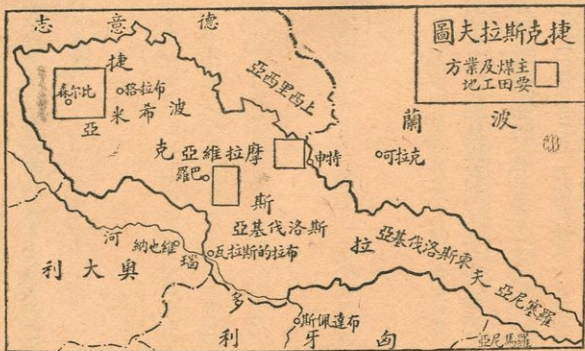 捷克斯拉夫圖
主要煤田及工業地方
德意志
波蘭
捷克斯拉夫
上西里西亞
比尔森
布拉格
波希米亞
摩拉維亞
特申
克拉可
巴羅
斯洛伐基亞
東斯洛伐基亞
羅塞尼亞
維也納
布拉的斯拉瓦
多瑙河
奥大利
布達佩斯
匈牙利
羅馬尼亞